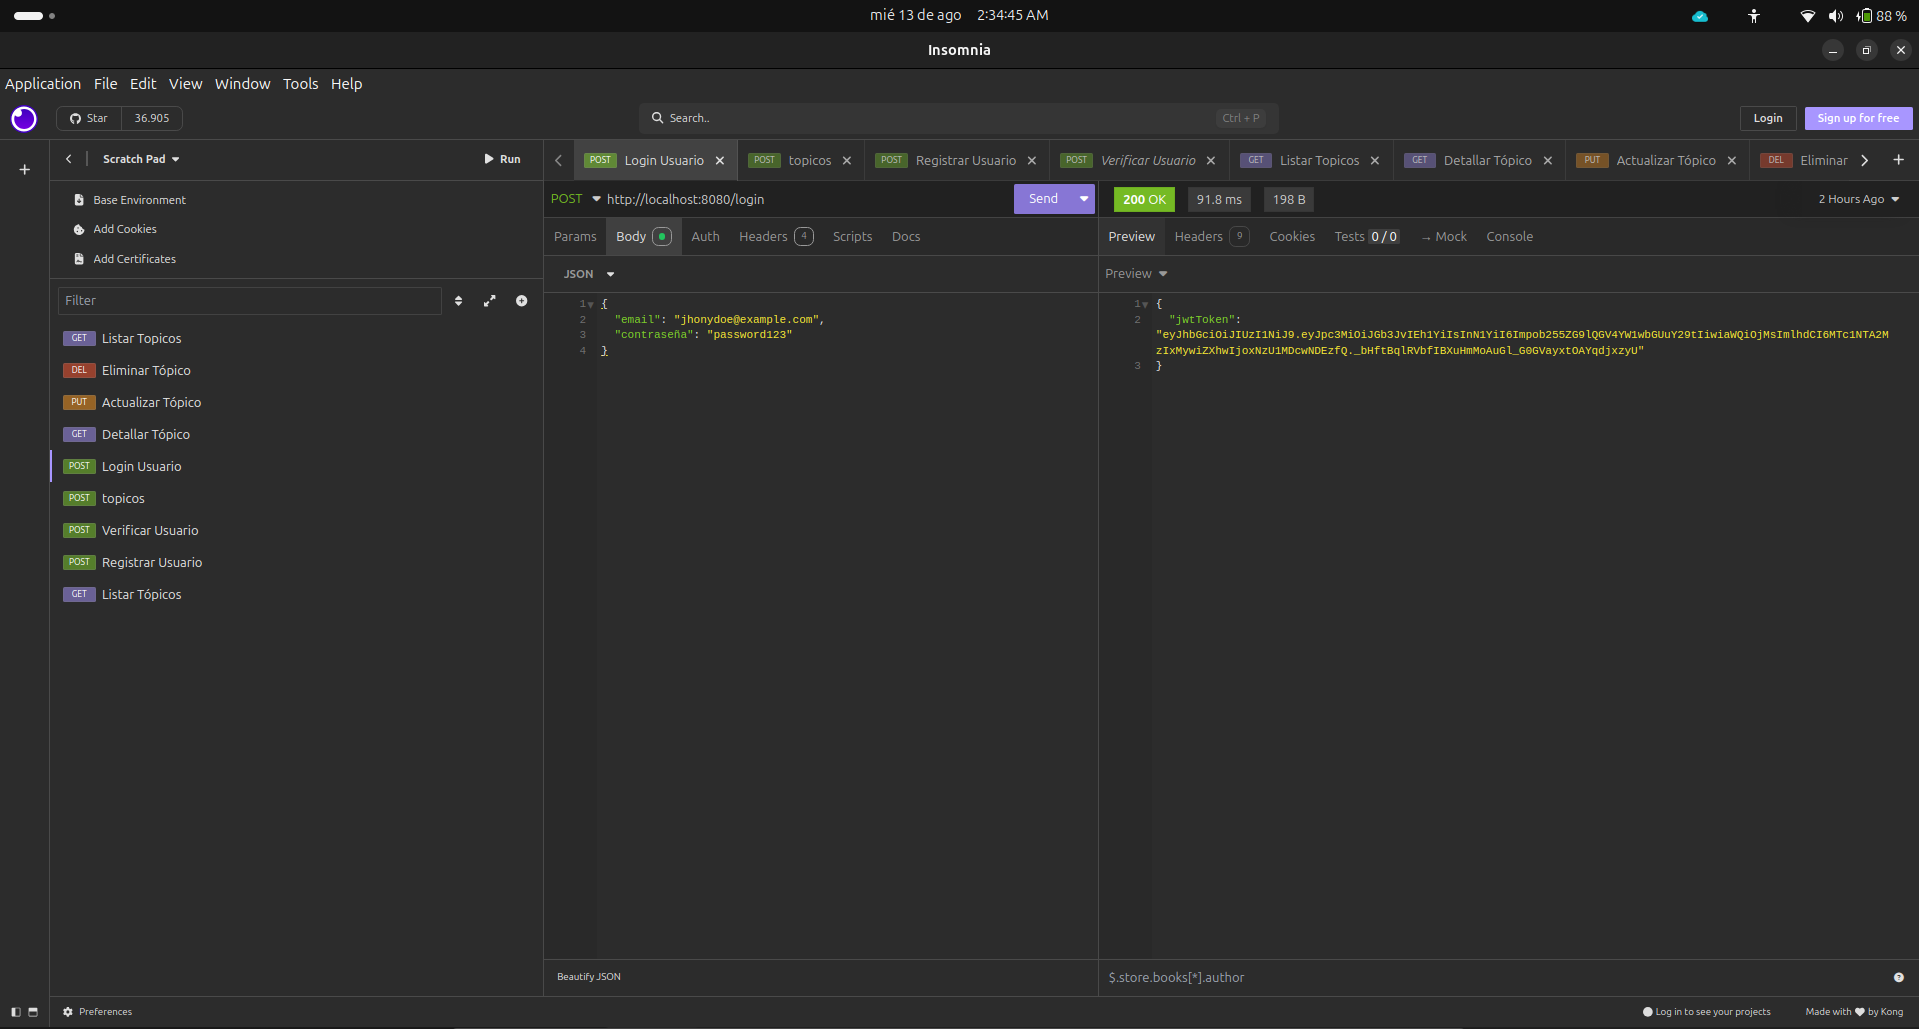 mié 13 de ago 2:34:45 AM
88 %
Insomnia
Application File Edit View Window Tools Help
Star 36.905
Search..
Ctrl + P
Login
Sign up for free
Scratch Pad
Run
POST Login Usuario
POST topicos
POST Registrar Usuario
POST Verificar Usuario
GET Listar Topicos
GET Detallar Tópico
PUT Actualizar Tópico
DEL Eliminar
Base Environment
Add Cookies
Add Certificates
Filter
GET Listar Topicos
DEL Eliminar Tópico
PUT Actualizar Tópico
GET Detallar Tópico
POST Login Usuario
POST topicos
POST Verificar Usuario
POST Registrar Usuario
GET Listar Tópicos
POST http://localhost:8080/login
Send
Params Body Auth Headers 4 Scripts Docs
JSON
1 {
2 "email": "jhonydoe@example.com",
3 "contraseña": "password123"
4 }
Beautify JSON
200 OK 91.8 ms 198 B
2 Hours Ago
Preview Headers 9 Cookies Tests 0 / 0 → Mock Console
Preview
1 {
2 "jwtToken":
"eyJhbGciOiJIUzI1NiJ9.eyJpc3MiOiJGb3JvIEh1YiIsInN1YiI6Impob255ZG9lQGV4YW1wbGUuY29tIiwiaWQiOjMsImlhdCI6MTc1NTA2M
zIxMywiZXhwIjoxNzU1MDcwNDEzfQ._bHftBqlRVbfIBXuHmMoAuGl_G0GVayxtOAYqdjxzyU"
3 }
$.store.books[*].author
Preferences
Log in to see your projects
Made with ♥ by Kong